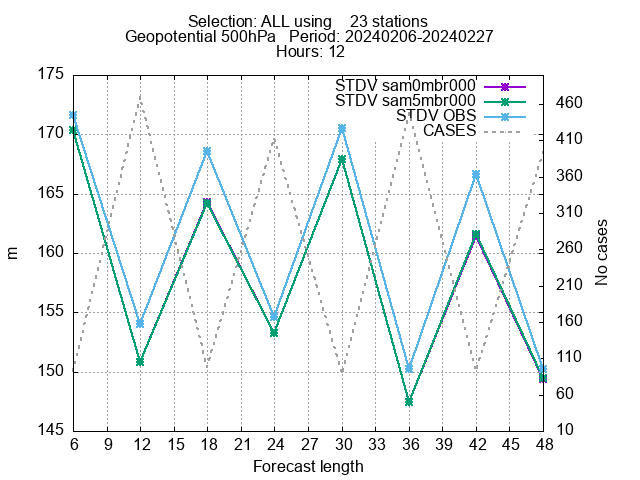 Selection: ALL using    23 stations
Geopotential 500hPa   Period: 20240206-20240227
Hours: 12
STDV sam0mbr000
STDV sam5mbr000
STDV OBS
CASES
175
170
165
160
155
150
145
m
460
410
360
310
260
210
160
110
60
10
No cases
6 9 12 15 18 21 24 27 30 33 36 39 42 45 48
Forecast length